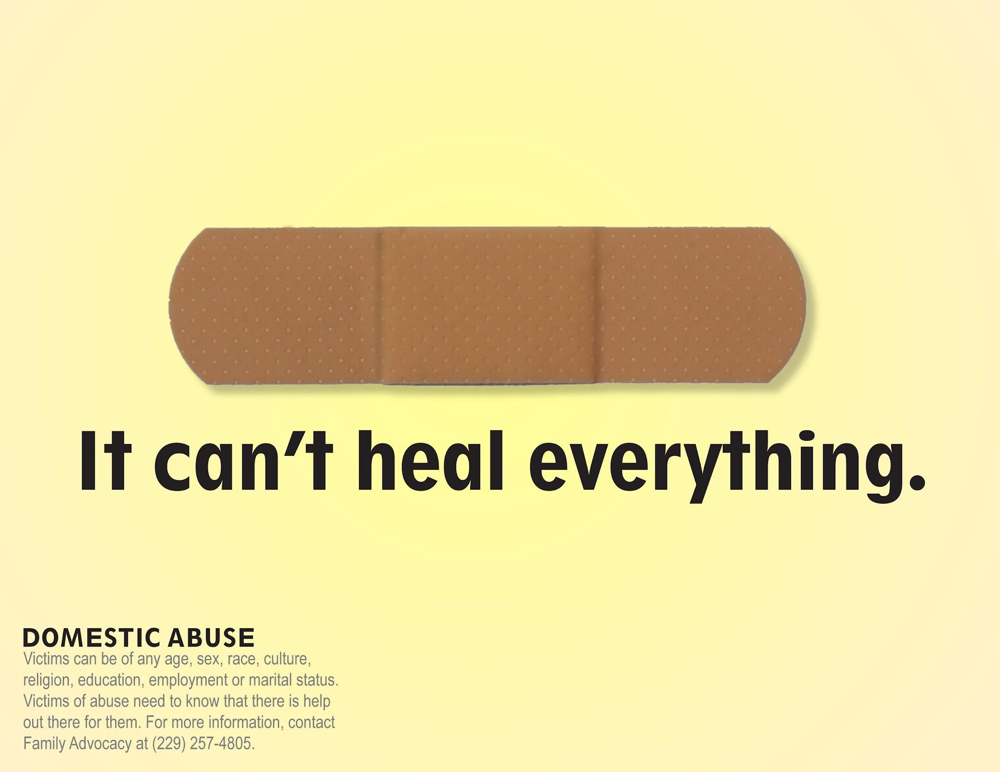 It can't heal everything.
DOMESTIC ABUSE
Victims can be of any age, sex, race, culture,
religion, education, employment or marital status.
Victims of abuse need to know that there is help
out there for them. For more information, contact
Family Advocacy at (229) 257-4805.